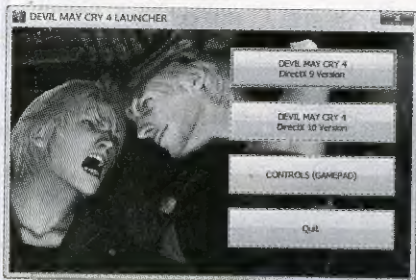 DEVIL MAY CRY 4 LAUNCHER
DEVIL MAY CRY 4
DirectX 9 Version
DEVIL MAY CRY 4
DirectX 10 Version
CONTROLS (GAMEPAD)
Quit